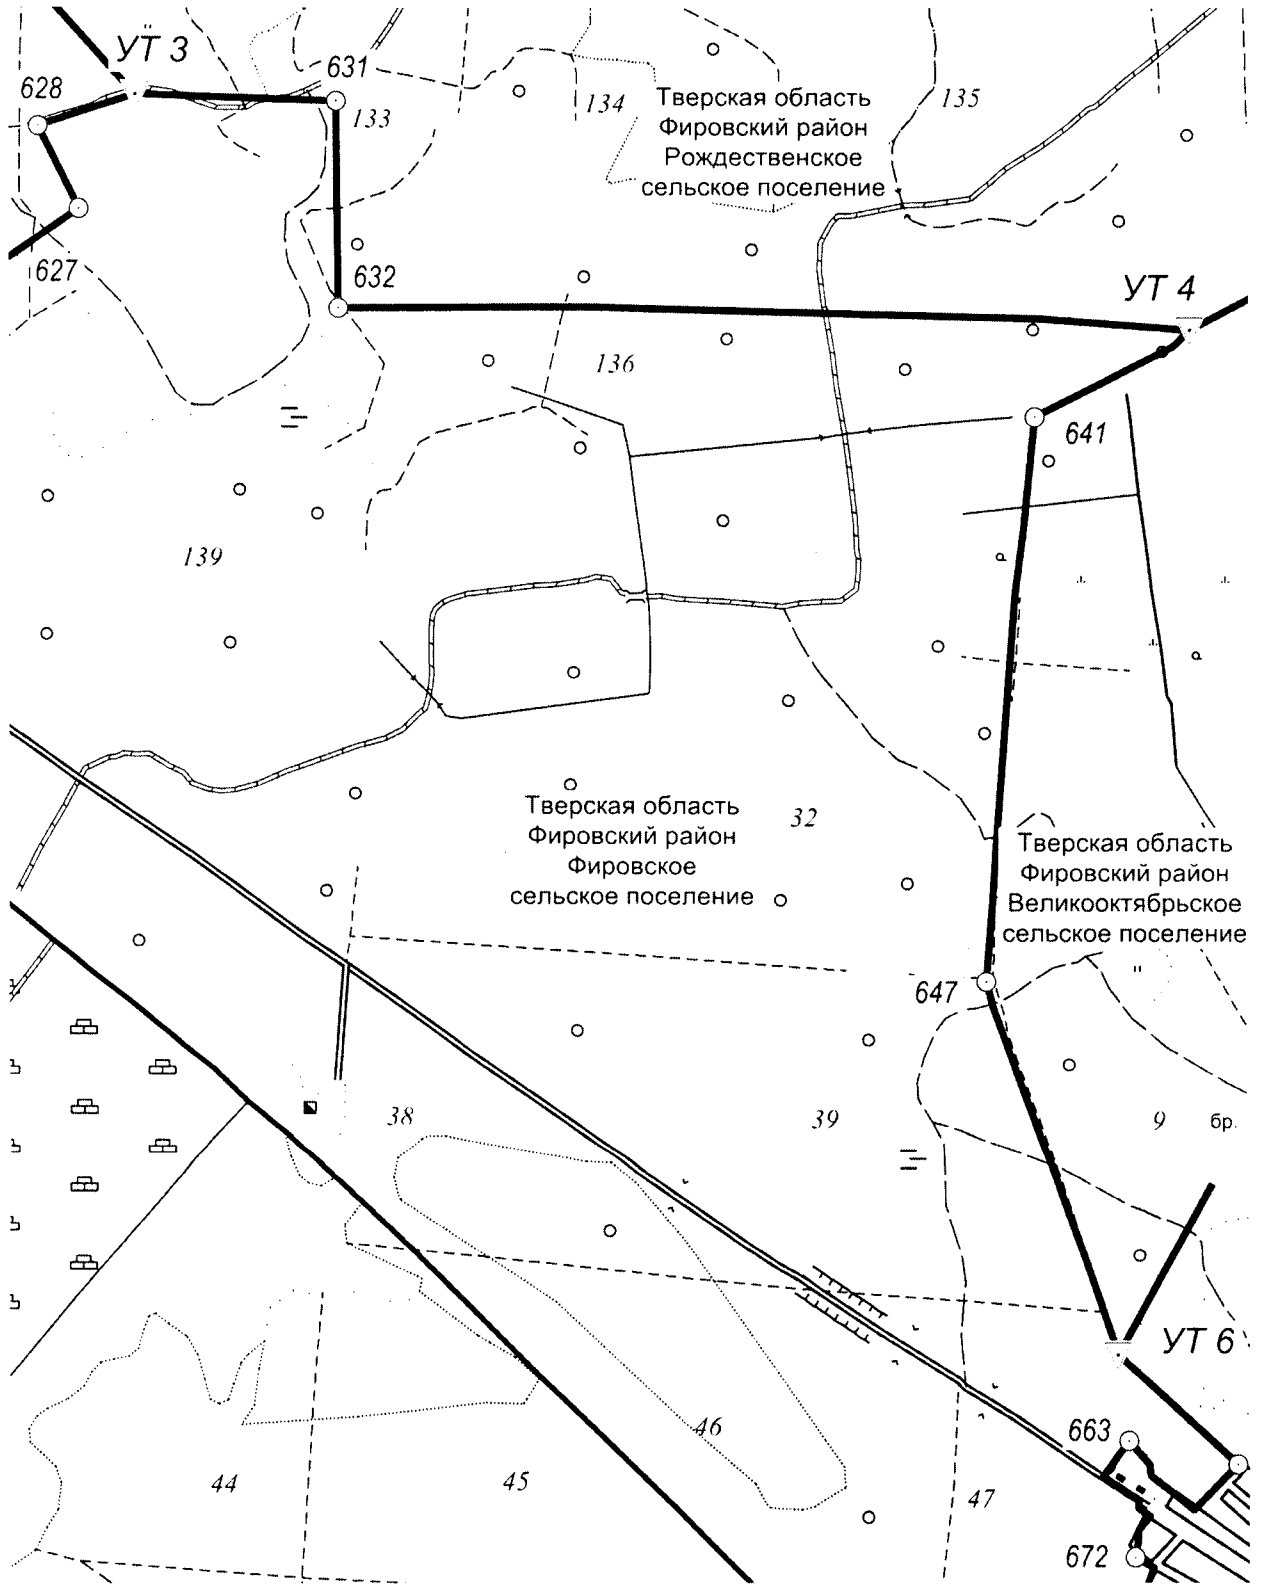 УТ 3
631
628
133
134
Тверская область
Фировский район
Рождественское
сельское поселение
135
627
632
УТ 4
136
641
139
Р
Р
Тверская область
Фировский район
Фировское
сельское поселение
32
Тверская область
Фировский район
Великооктябрьское
сельское поселение
647
38
39
9
бр.
УТ 6
663
46
44
45
47
672